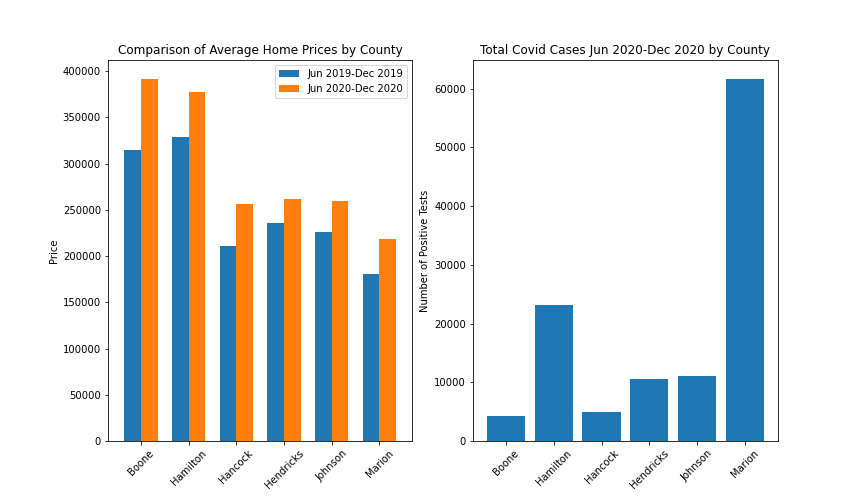 Comparison of Average Home Prices by County
Jun 2019-Dec 2019
Jun 2020-Dec 2020
Price
400000
350000
300000
250000
200000
150000
100000
50000
0
Boone
Hamilton
Hancock
Hendricks
Johnson
Marion
Total Covid Cases Jun 2020-Dec 2020 by County
Number of Positive Tests
60000
50000
40000
30000
20000
10000
0
Boone
Hamilton
Hancock
Hendricks
Johnson
Marion